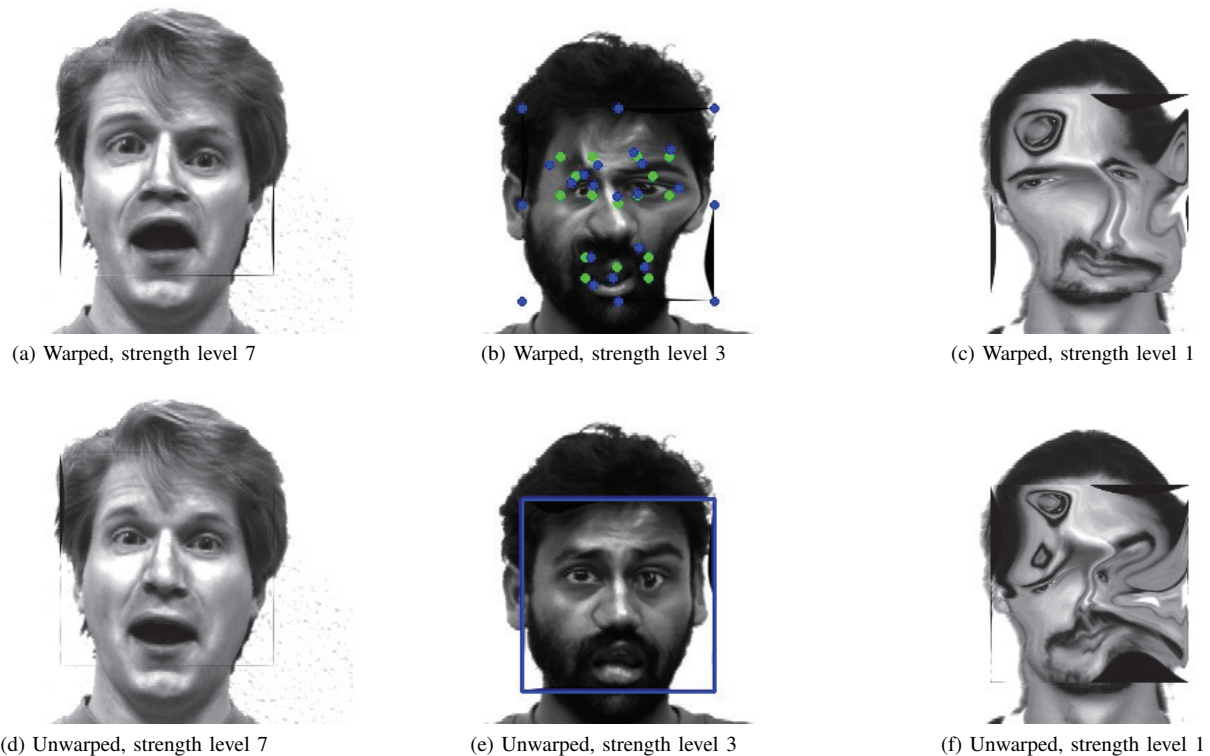 (a) Warped, strength level 7
(b) Warped, strength level 3
(c) Warped, strength level 1
(d) Unwarped, strength level 7
(e) Unwarped, strength level 3
(f) Unwarped, strength level 1